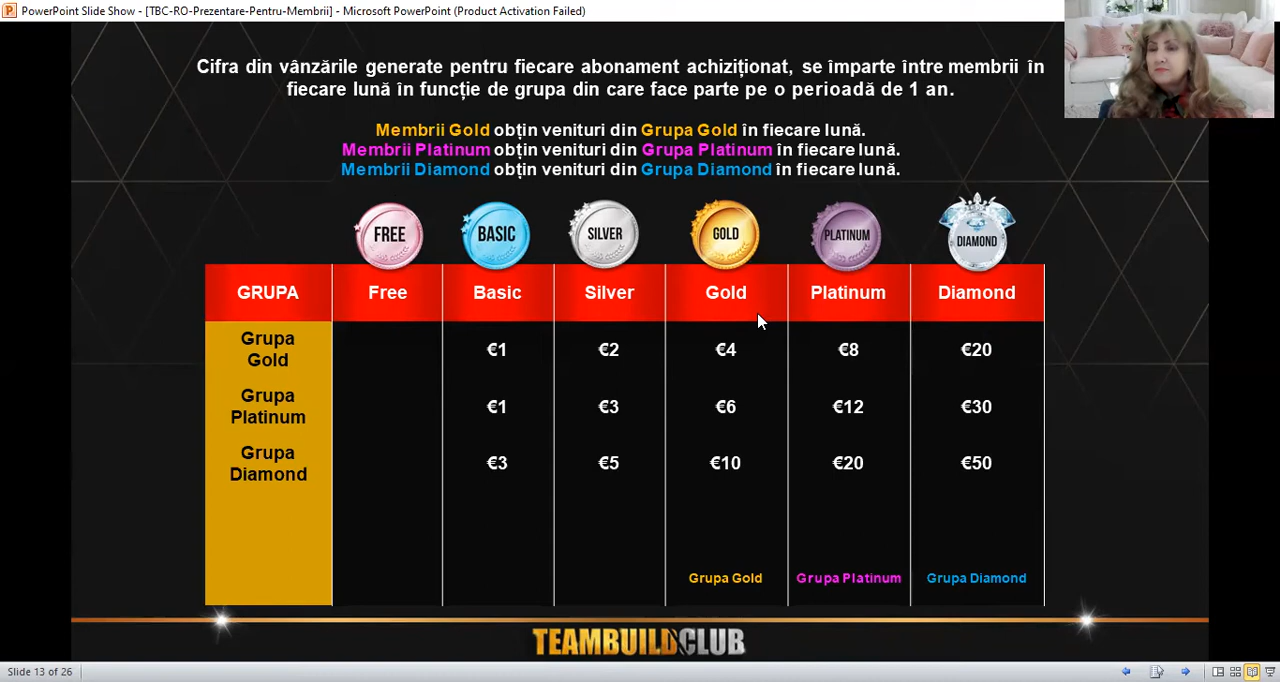 PowerPoint Slide Show - [TBC-RO-Prezentare-Pentru-Membrii] - Microsoft PowerPoint (Product Activation Failed)
Cifra din vânzările generate pentru fiecare abonament achiziționat, se împarte între membrii în
fiecare lună în funcție de grupa din care face parte pe o perioadă de 1 an.
Membrii Gold obțin venituri din Grupa Gold în fiecare lună.
Membrii Platinum obțin venituri din Grupa Platinum în fiecare lună.
Membrii Diamond obțin venituri din Grupa Diamond în fiecare lună.
FREE BASIC SILVER GOLD PLATINUM DIAMOND
GRUPA Free Basic Silver Gold Platinum Diamond
Grupa
Gold €1 €2 €4 €8 €20
Grupa
Platinum €1 €3 €6 €12 €30
Grupa
Diamond €3 €5 €10 €20 €50
Grupa Gold Grupa Platinum Grupa Diamond
TEAMBUILDCLUB
Slide 13 of 26